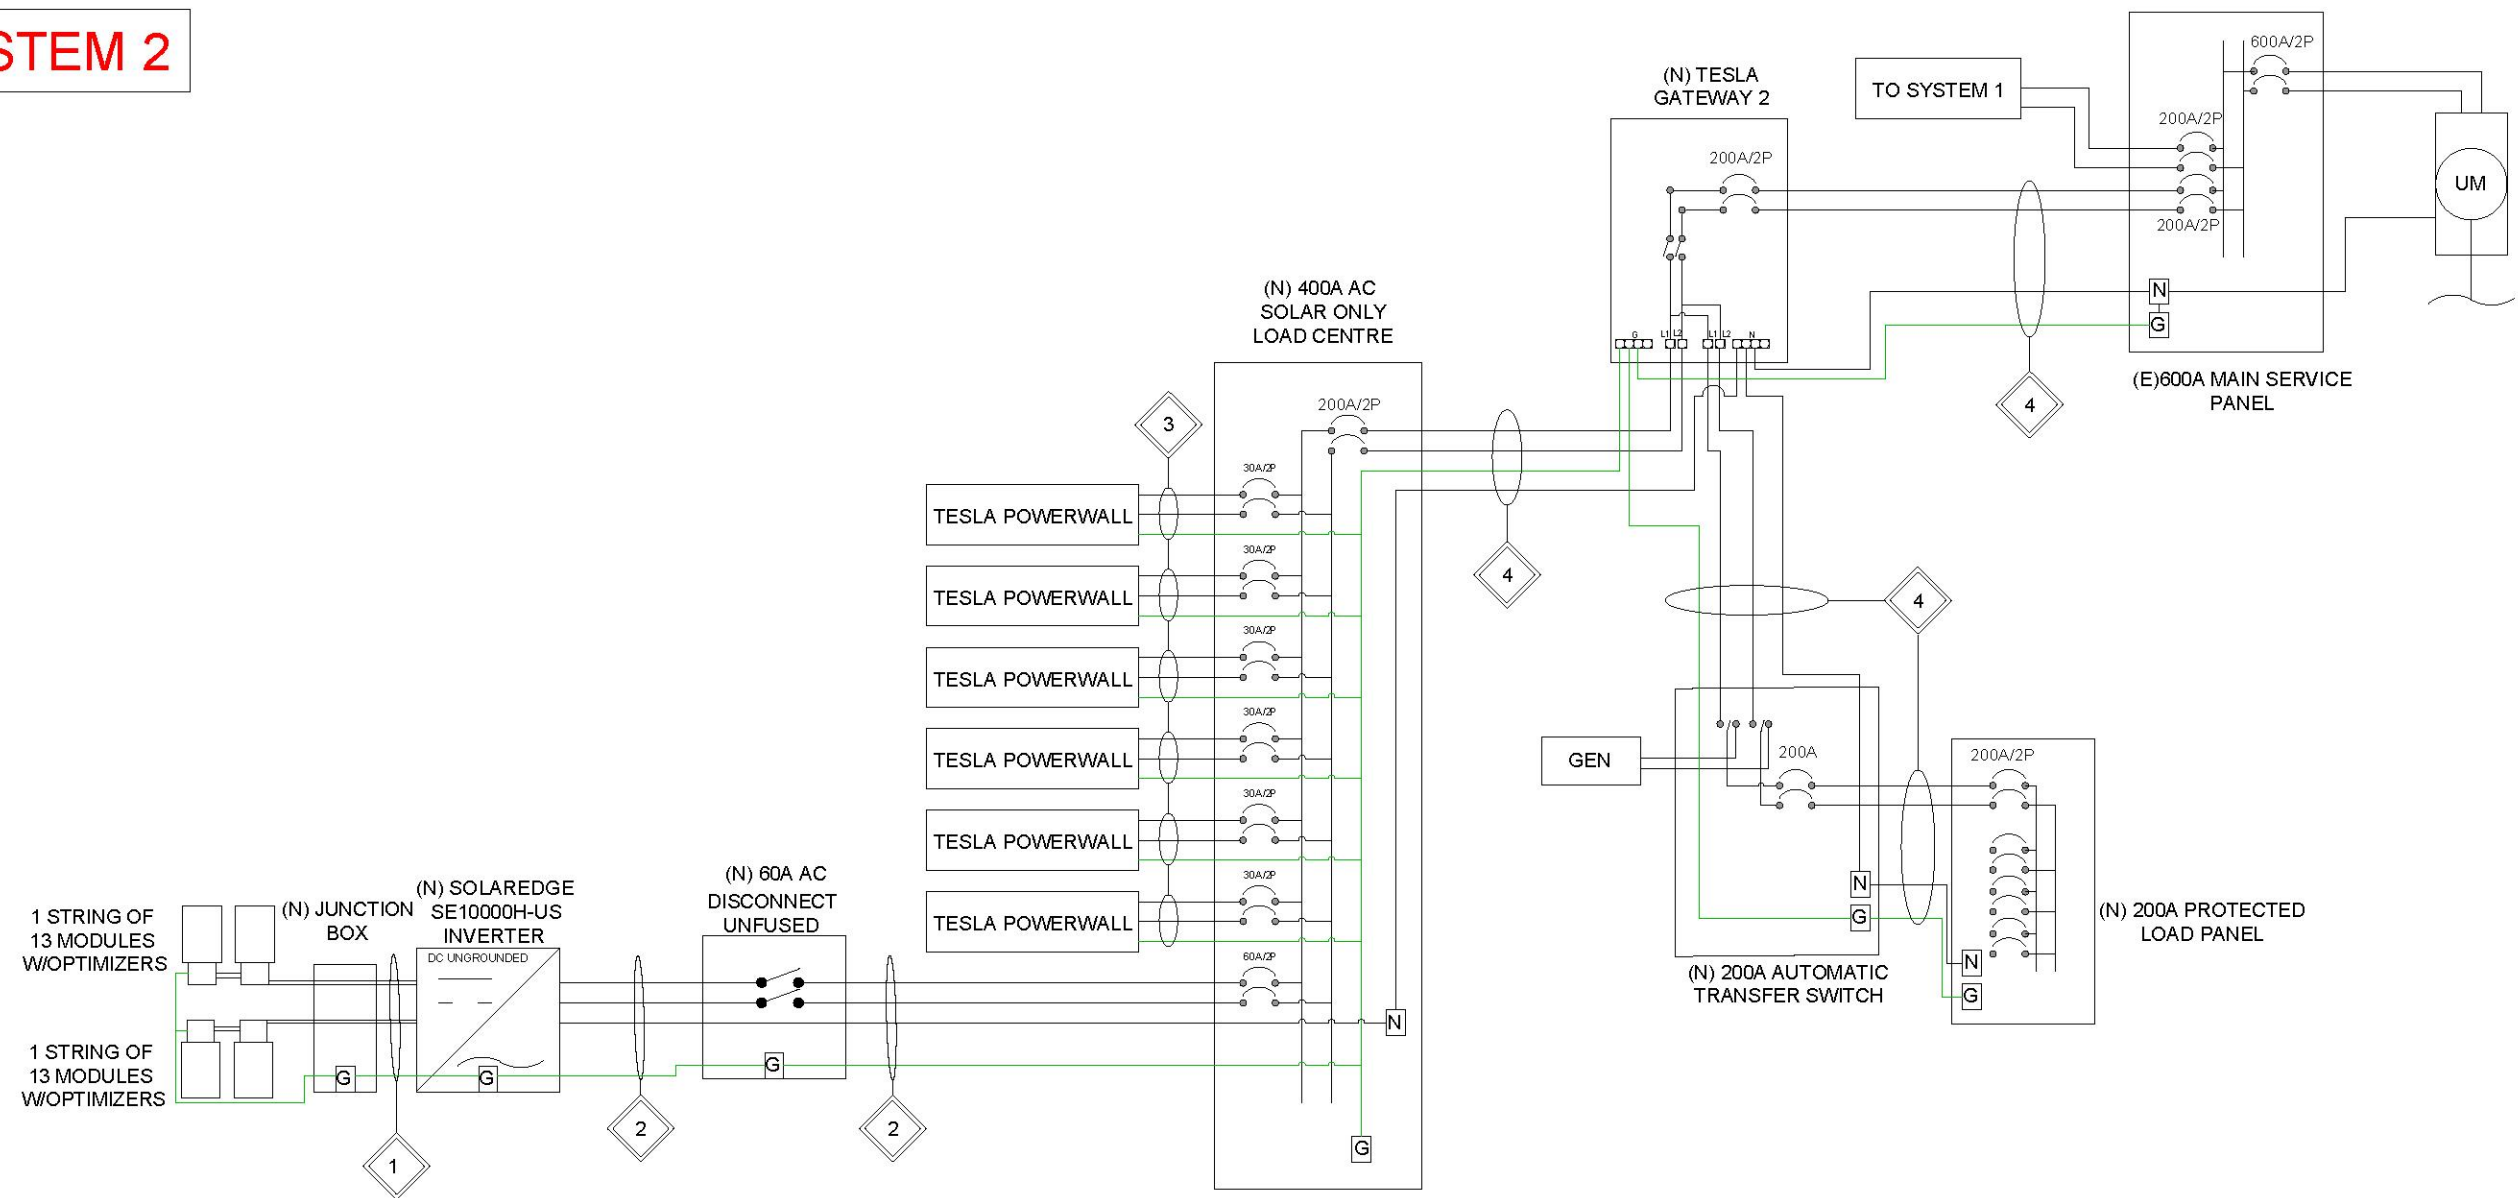 STEM 2
600A/2P
(N) TESLA
GATEWAY 2
TO SYSTEM 1
200A/2P
200A/2P
UM
200A/2P
N
G
(E)600A MAIN SERVICE
PANEL
4
G
L1 L2
L1 L2
N
(N) 400A AC
SOLAR ONLY
LOAD CENTRE
200A/2P
3
4
30A/2P
TESLA POWERWALL
30A/2P
TESLA POWERWALL
30A/2P
TESLA POWERWALL
30A/2P
TESLA POWERWALL
30A/2P
TESLA POWERWALL
30A/2P
TESLA POWERWALL
60A/2P
N
G
4
GEN
200A
N
G
(N) 200A AUTOMATIC
TRANSFER SWITCH
200A/2P
N
G
(N) 200A PROTECTED
LOAD PANEL
1 STRING OF
13 MODULES
W/OPTIMIZERS
1 STRING OF
13 MODULES
W/OPTIMIZERS
(N) JUNCTION
BOX
G
1
(N) SOLAREDGE
SE10000H-US
INVERTER
DC UNGROUNDED
G
2
(N) 60A AC
DISCONNECT
UNFUSED
G
2